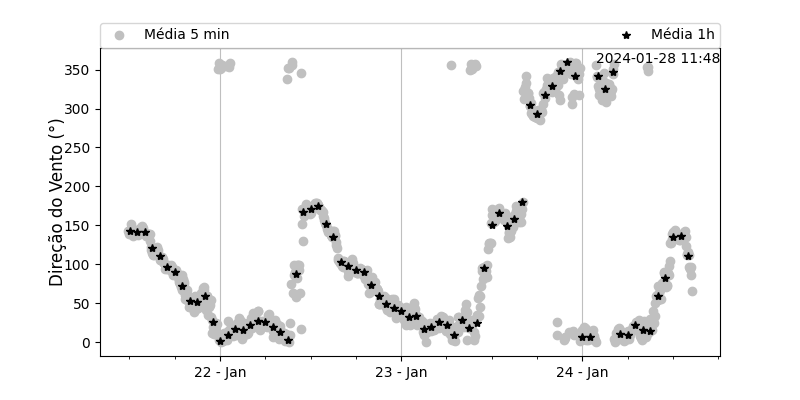 Média 5 min
Média 1h
2024-01-28 11:48
Direção do Vento (°)
350
300
250
200
150
100
50
0
22 - Jan
23 - Jan
24 - Jan